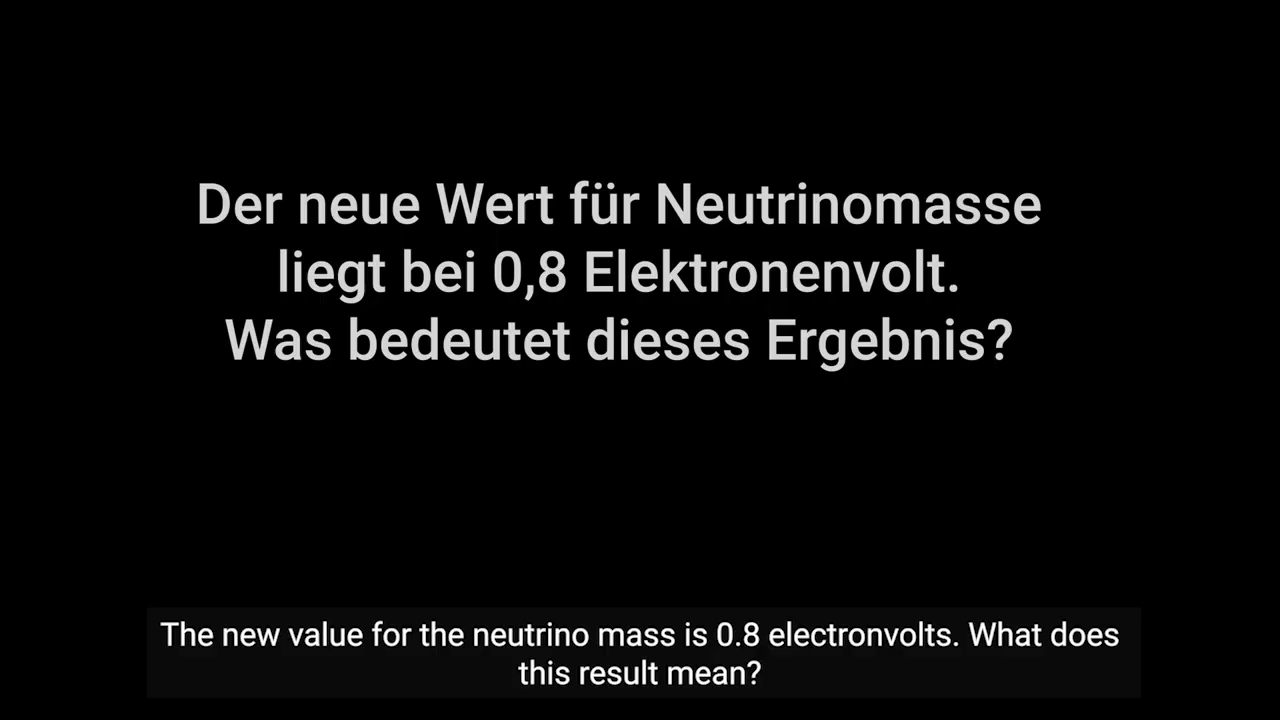 Der neue Wert für Neutrinomasse
liegt bei 0,8 Elektronenvolt.
Was bedeutet dieses Ergebnis?
The new value for the neutrino mass is 0.8 electronvolts. What does
this result mean?